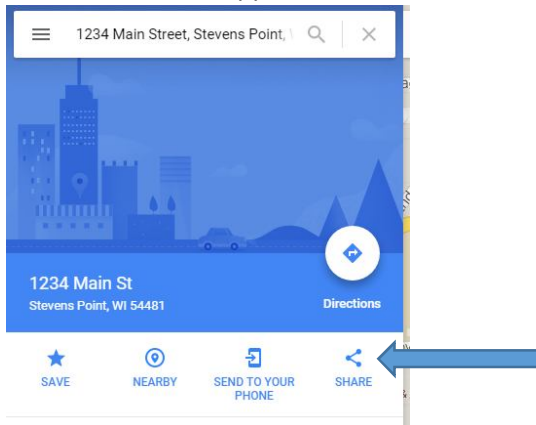 1234 Main Street, Stevens Point,
1234 Main St
Stevens Point, WI 54481
Directions
SAVE
NEARBY
SEND TO YOUR
PHONE
SHARE